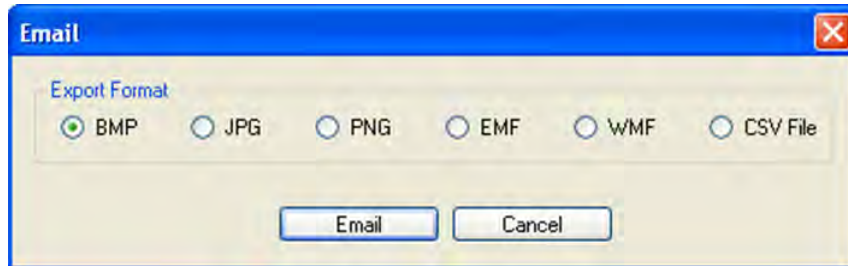 Email
Export Format
BMP JPG PNG EMF WMF CSV File
Email Cancel